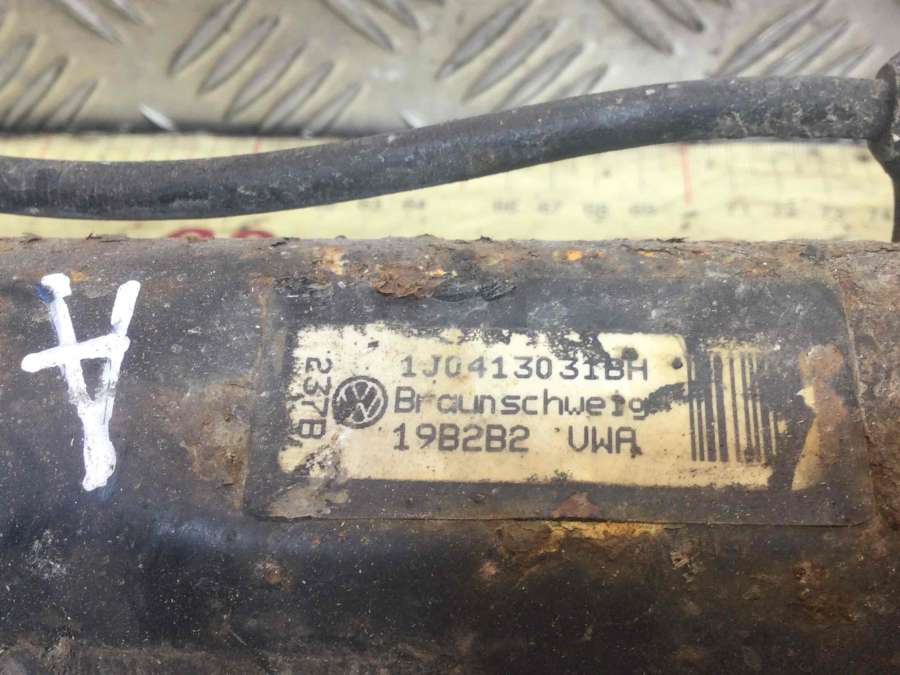 1J0413031BH
Braunschweig
19B2B2 VWA
237B
A